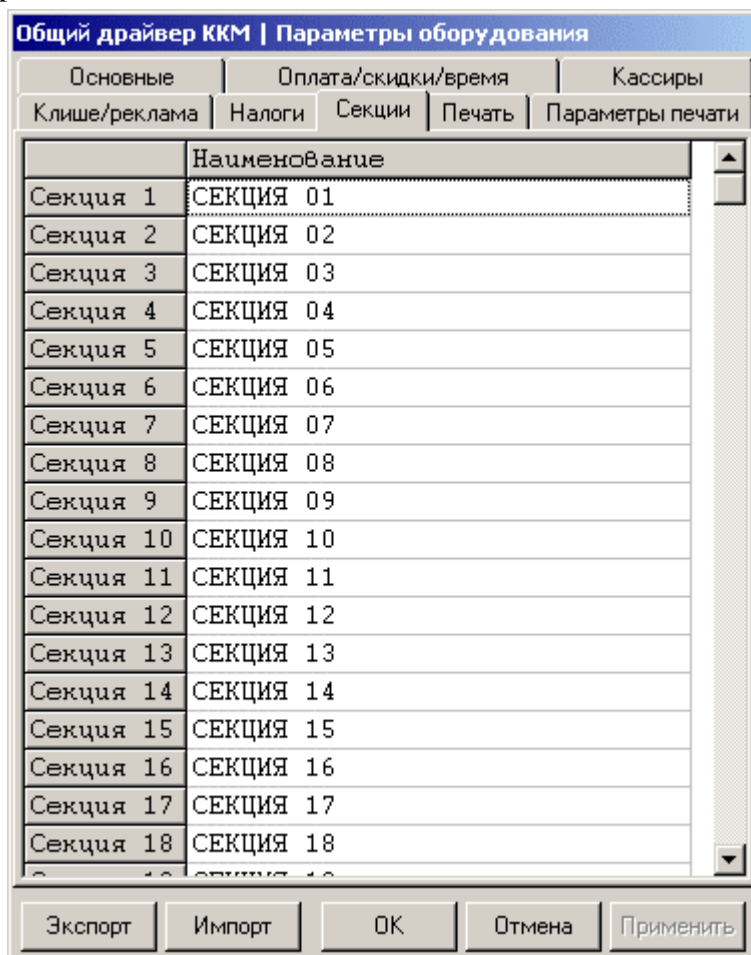 Общий драйвер ККМ | Параметры оборудования
Основные Оплата/скидки/время Кассиры
Клише/реклама Налоги Секции Печать Параметры печати
Наименование
Секция 1 СЕКЦИЯ 01
Секция 2 СЕКЦИЯ 02
Секция 3 СЕКЦИЯ 03
Секция 4 СЕКЦИЯ 04
Секция 5 СЕКЦИЯ 05
Секция 6 СЕКЦИЯ 06
Секция 7 СЕКЦИЯ 07
Секция 8 СЕКЦИЯ 08
Секция 9 СЕКЦИЯ 09
Секция 10 СЕКЦИЯ 10
Секция 11 СЕКЦИЯ 11
Секция 12 СЕКЦИЯ 12
Секция 13 СЕКЦИЯ 13
Секция 14 СЕКЦИЯ 14
Секция 15 СЕКЦИЯ 15
Секция 16 СЕКЦИЯ 16
Секция 17 СЕКЦИЯ 17
Секция 18 СЕКЦИЯ 18
Экспорт Импорт OK Отмена Применить